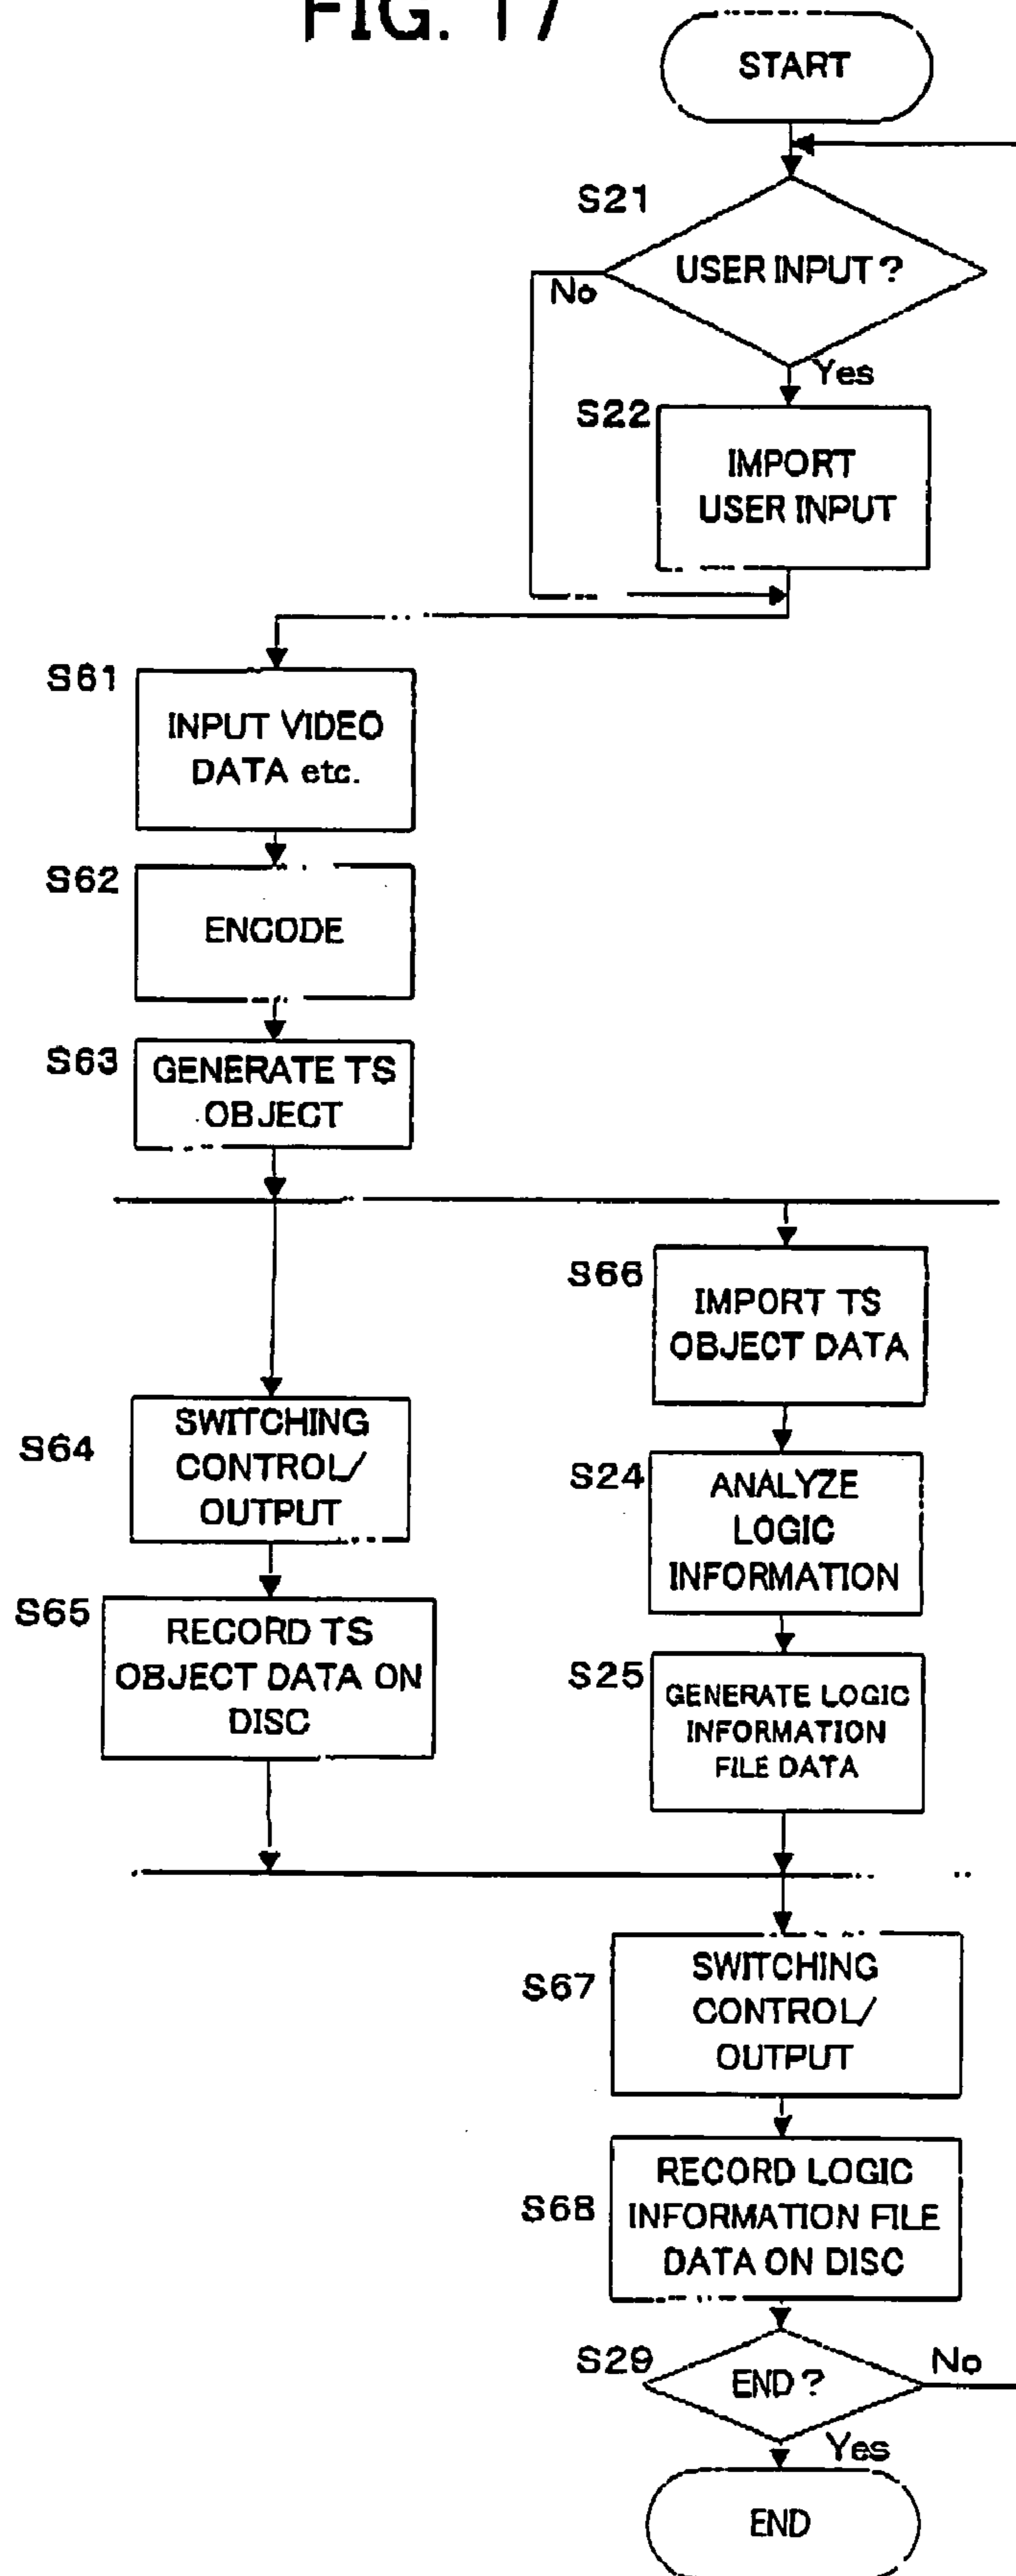 FIG. 17
START
S21
USER INPUT?
No
Yes
S22
IMPORT
USER INPUT
S61
INPUT VIDEO
DATA etc.
S62
ENCODE
S63
GENERATE TS
OBJECT
S66
IMPORT TS
OBJECT DATA
S64
SWITCHING
CONTROL/
OUTPUT
S24
ANALYZE
LOGIC
INFORMATION
S65
RECORD TS
OBJECT DATA ON
DISC
S25
GENERATE LOGIC
INFORMATION
FILE DATA
S67
SWITCHING
CONTROL/
OUTPUT
S68
RECORD LOGIC
INFORMATION FILE
DATA ON DISC
S29
END?
No
Yes
END